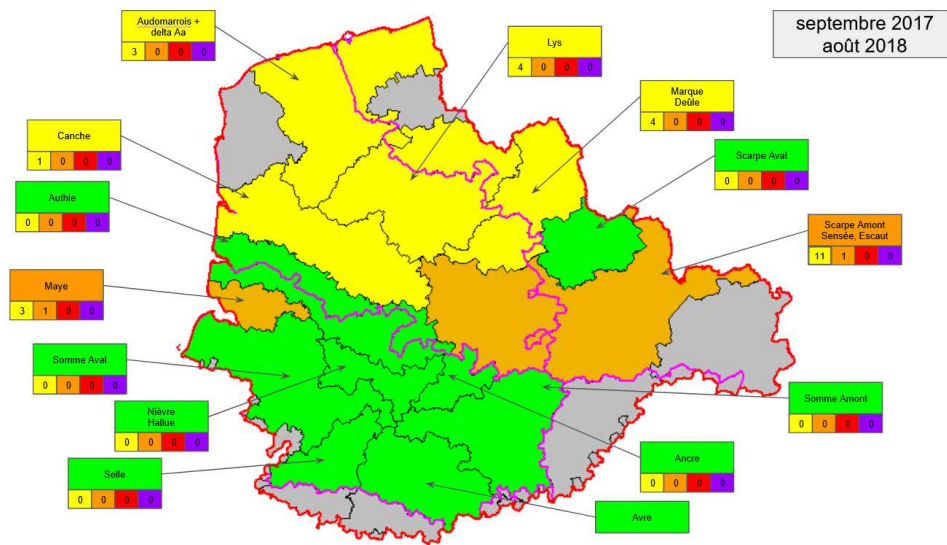 septembre 2017
août 2018
Audomarrois +
delta Aa
3 0 0 0
Lys
4 0 0 0
Marque
Deûle
4 0 0 0
Canche
1 0 0 0
Scarpe Aval
0 0 0 0
Authie
0 0 0 0
Scarpe Amont
Sensée, Escaut
11 1 0 0
Maye
3 1 0 0
Somme Aval
0 0 0 0
Somme Amont
0 0 0 0
Nièvre
Hallue
0 0 0 0
Selle
0 0 0 0
Ancre
0 0 0 0
Avre